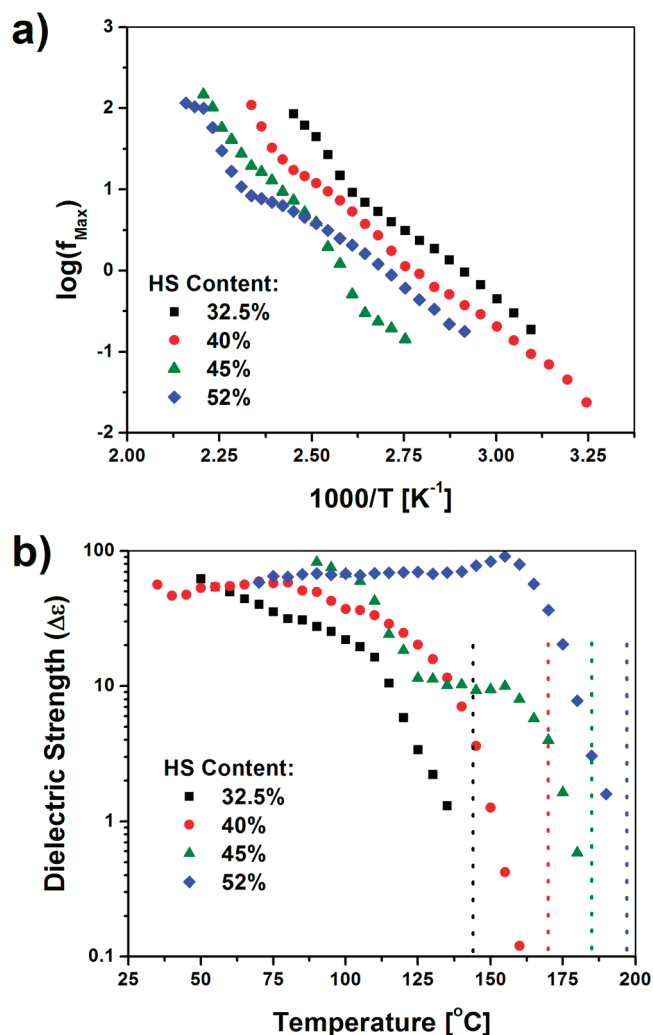 a)
3
2
1
0
-1
-2
log(f_Max)
HS Content:
32.5%
40%
45%
52%
2.00 2.25 2.50 2.75 3.00 3.25
1000/T [K⁻¹]
b)
100
10
1
0.1
Dielectric Strength (Δε)
HS Content:
32.5%
40%
45%
52%
25 50 75 100 125 150 175 200
Temperature [°C]